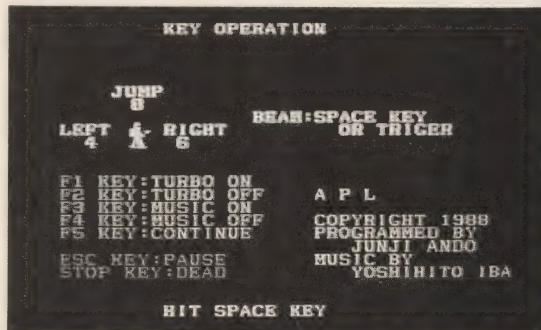 KEY OPERATION
JUMP
8
LEFT RIGHT
4 6
BEAM:SPACE KEY
OR TRIGER
F1 KEY:TURBO ON
F2 KEY:TURBO OFF
F3 KEY:MUSIC ON
F4 KEY:MUSIC OFF
F5 KEY:CONTINUE
ESC KEY:PAUSE
STOP KEY:DEAD
A P L
COPYRIGHT 1988
PROGRAMMED BY
JUNJI ANDO
MUSIC BY
YOSHIHITO IBA
HIT SPACE KEY